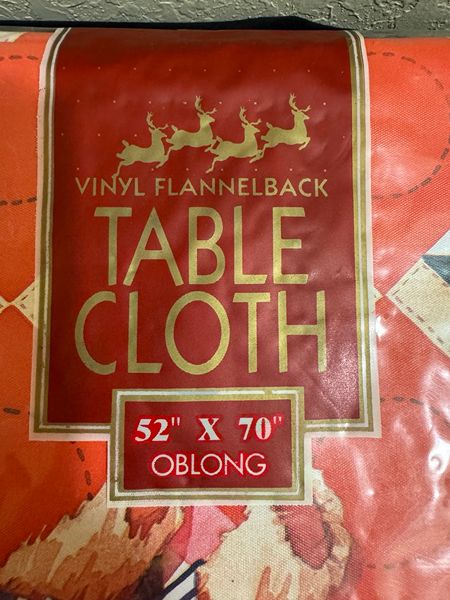 VINYL FLANNELBACK
TABLE
CLOTH
52" X 70"
OBLONG